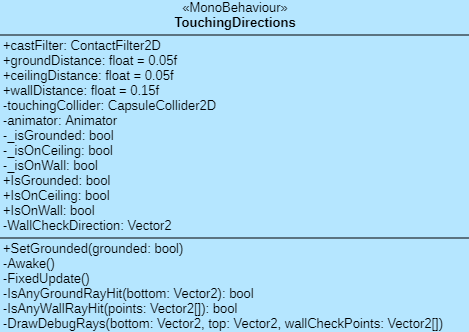 «MonoBehaviour»
TouchingDirections
+castFilter: ContactFilter2D
+groundDistance: float = 0.05f
+ceilingDistance: float = 0.05f
+wallDistance: float = 0.15f
-touchingCollider: CapsuleCollider2D
-animator: Animator
-_isGrounded: bool
-_isOnCeiling: bool
-_isOnWall: bool
+IsGrounded: bool
+IsOnCeiling: bool
+IsOnWall: bool
-WallCheckDirection: Vector2
+SetGrounded(grounded: bool)
-Awake()
-FixedUpdate()
-IsAnyGroundRayHit(bottom: Vector2): bool
-IsAnyWallRayHit(points: Vector2[]): bool
-DrawDebugRays(bottom: Vector2, top: Vector2, wallCheckPoints: Vector2[])